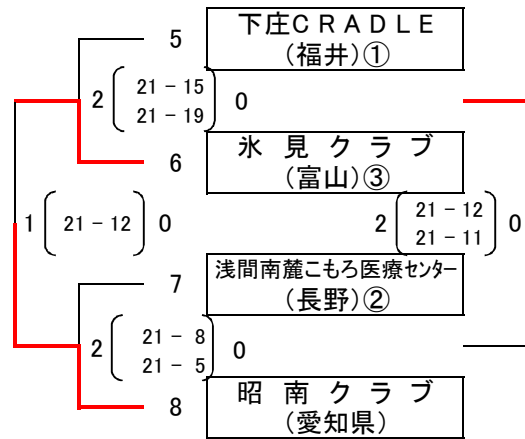 5 下庄CRADLE
(福井)①
2 21-15 0
21-19
6 氷見クラブ
(富山)③
1 21-12 0 2 21-12 0
21-11
7 浅間南麓こもろ医療センター
(長野)②
2 21-8 0
21-5
8 昭南クラブ
(愛知県)